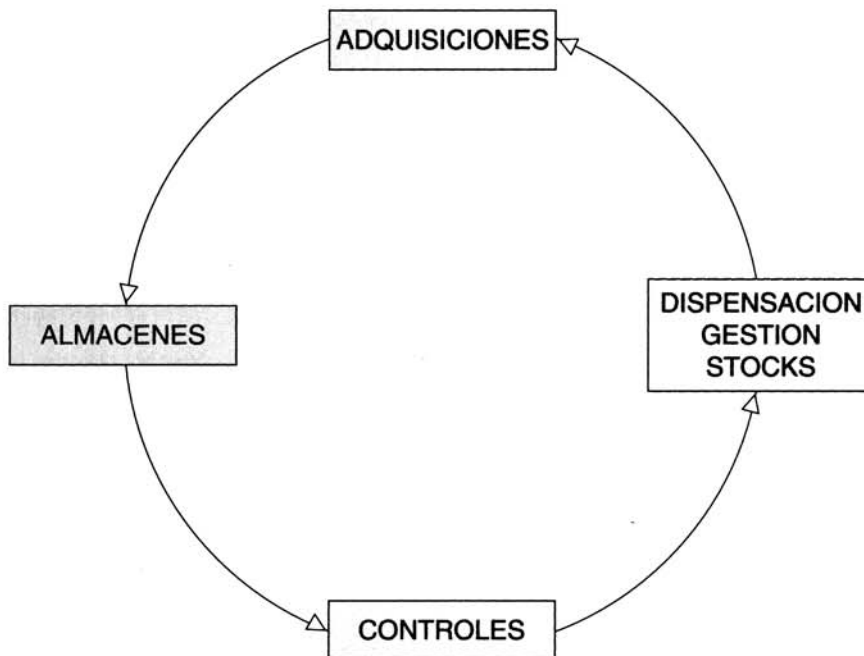 ADQUISICIONES
ALMACENES
DISPENSACION
GESTION
STOCKS
CONTROLES